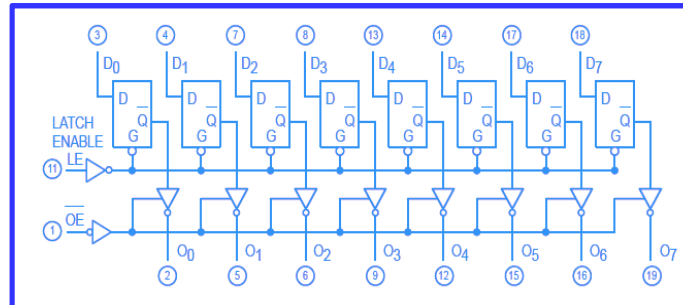 3 4 7 8 13 14 17 18
D0 D1 D2 D3 D4 D5 D6 D7
D D D D D D D D
Q̅ Q̅ Q̅ Q̅ Q̅ Q̅ Q̅ Q̅
G G G G G G G G
LATCH
ENABLE
11 LE
1 O̅E̅
O0 O1 O2 O3 O4 O5 O6 O7
2 5 6 9 12 15 16 19